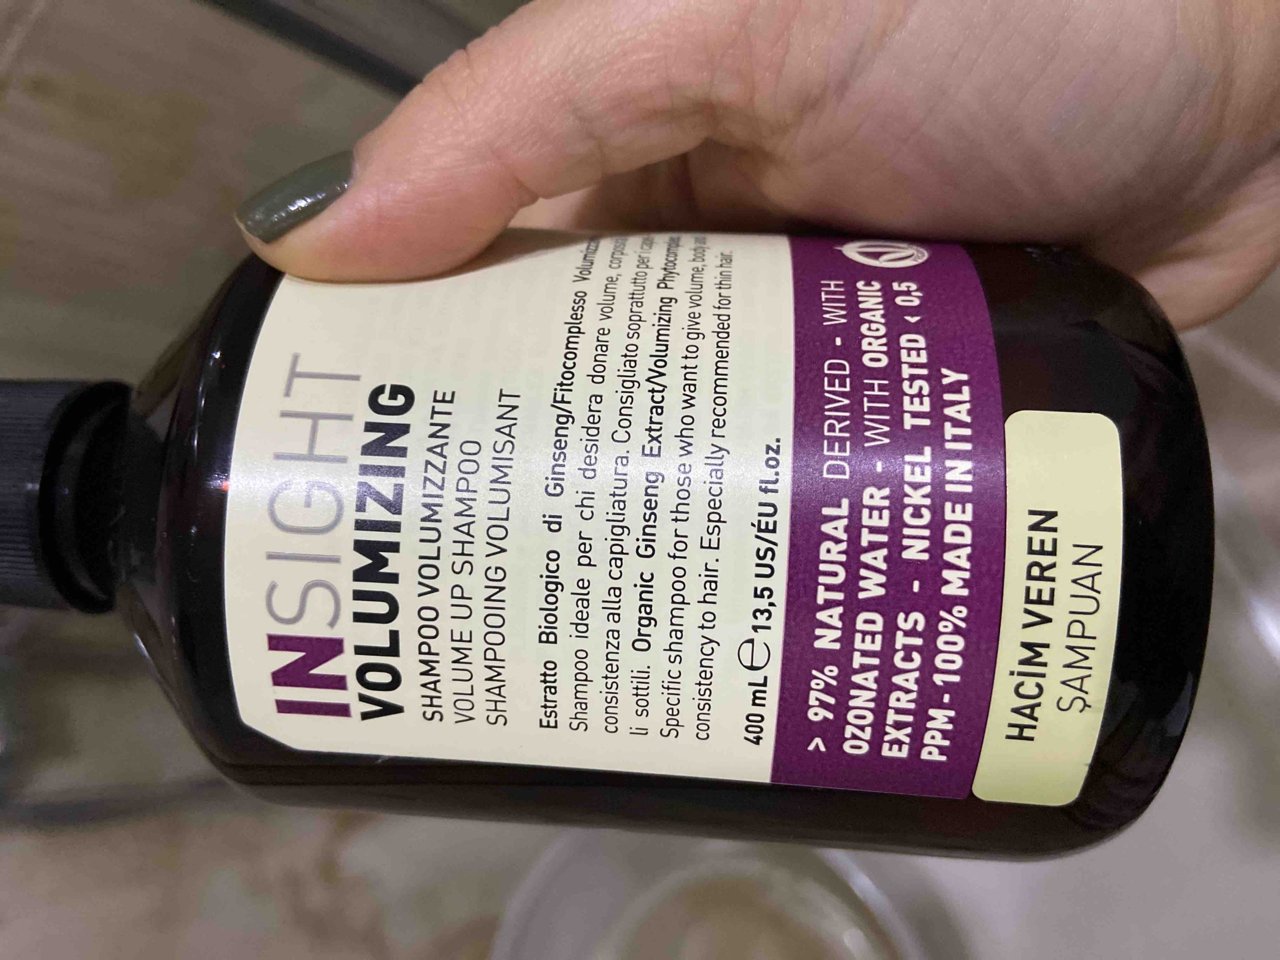 INSIGHT
VOLUMIZING
SHAMPOO VOLUMIZZANTE
VOLUME UP SHAMPOO
SHAMPOOING VOLUMISANT
Estratto Biologico di Ginseng/Fitocomplesso
Shampoo ideale per chi desidera donare volume,
consistenza alla capigliatura. Consigliato soprattutto per i
li sottili. Organic Ginseng Extract/Volumizing
Specific shampoo for those who want to give volume, body
consistency to hair. Especially recommended for thin hair.
400 mL ℮ 13,5 US/ÉU fl.oz.
> 97% NATURAL DERIVED - WITH
OZONATED WATER - WITH ORGANIC
EXTRACTS - NICKEL TESTED < 0,5
PPM - 100% MADE IN ITALY
HACİM VEREN
ŞAMPUAN